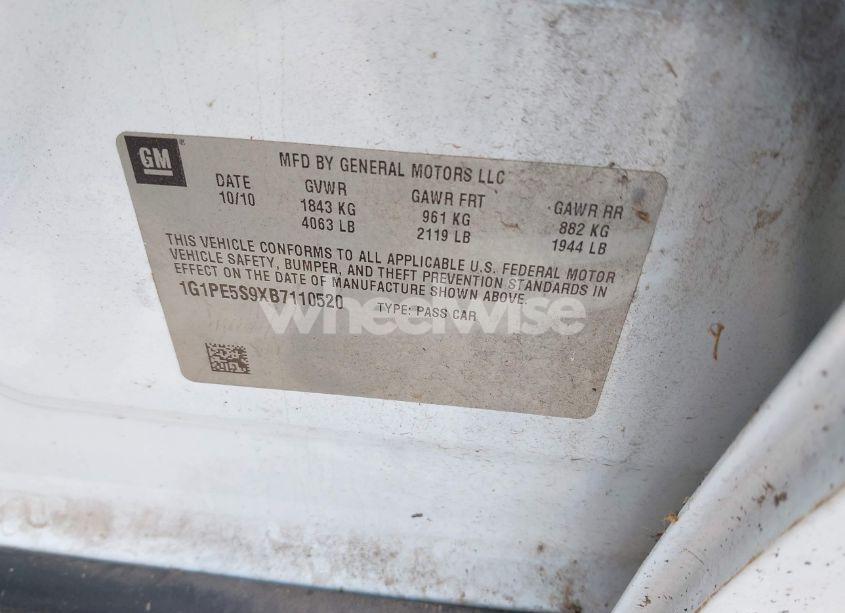 GM
MFD BY GENERAL MOTORS LLC
DATE GVWR GAWR FRT GAWR RR
10/10 1843 KG 961 KG 882 KG
4063 LB 2119 LB 1944 LB
THIS VEHICLE CONFORMS TO ALL APPLICABLE U.S. FEDERAL MOTOR
VEHICLE SAFETY, BUMPER, AND THEFT PREVENTION STANDARDS IN
EFFECT ON THE DATE OF MANUFACTURE SHOWN ABOVE.
1G1PE5S9XB7110520 TYPE: PASS CAR
wheelwise